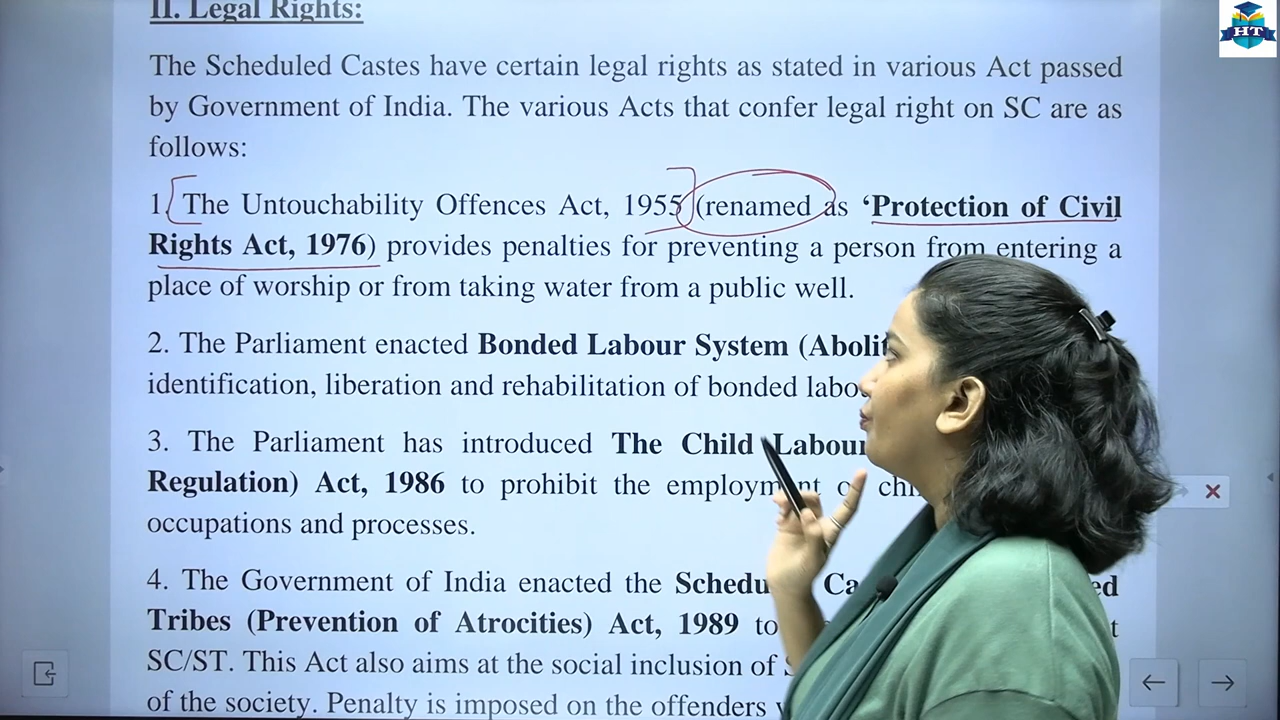 II. Legal Rights:
The Scheduled Castes have certain legal rights as stated in various Act passed
by Government of India. The various Acts that confer legal right on SC are as
follows:
1. The Untouchability Offences Act, 1955 (renamed as ‘Protection of Civil
Rights Act, 1976) provides penalties for preventing a person from entering a
place of worship or from taking water from a public well.
2. The Parliament enacted Bonded Labour System
identification, liberation and rehabilitation of bonded
3. The Parliament has introduced The Child Labour
Regulation) Act, 1986 to prohibit the employment of
occupations and processes.
4. The Government of India enacted the
Tribes (Prevention of Atrocities) Act, 1989 to
SC/ST. This Act also aims at the social inclusion of
of the society. Penalty is imposed on the offenders
HT